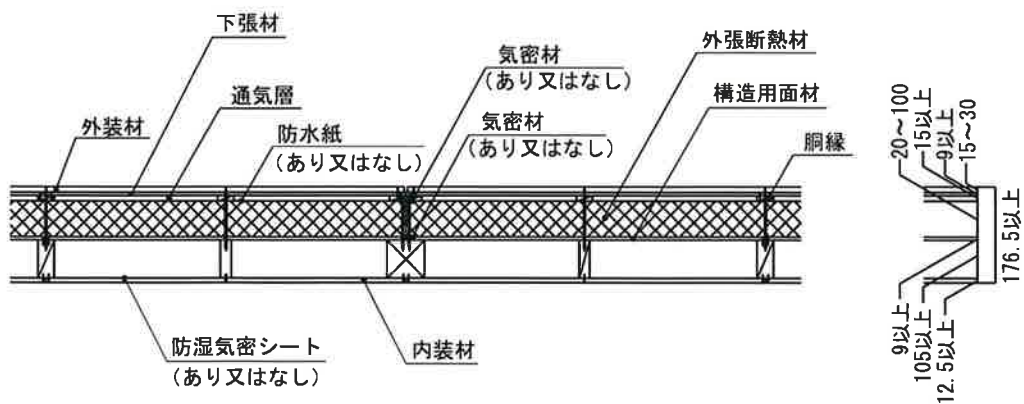 下張材
通気層
外装材
防水紙
(あり又はなし)
気密材
(あり又はなし)
気密材
(あり又はなし)
外張断熱材
構造用面材
胴縁
防湿気密シート
(あり又はなし)
内装材
20~100
15以上
9以上
15~30
176.5以上
9以上
105以上
12.5以上